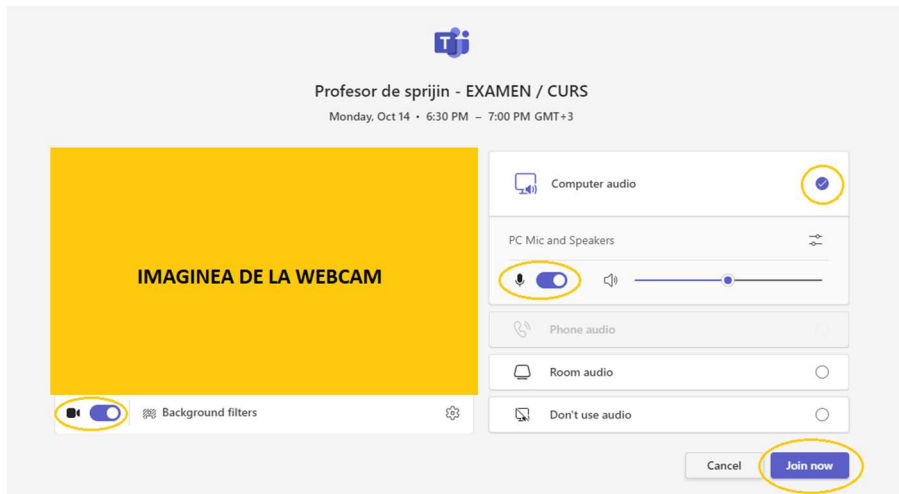 T
Profesor de sprijin - EXAMEN / CURS
Monday, Oct 14 • 6:30 PM – 7:00 PM GMT+3
IMAGINEA DE LA WEBCAM
Background filters
Computer audio
PC Mic and Speakers
Phone audio
Room audio
Don't use audio
Cancel
Join now